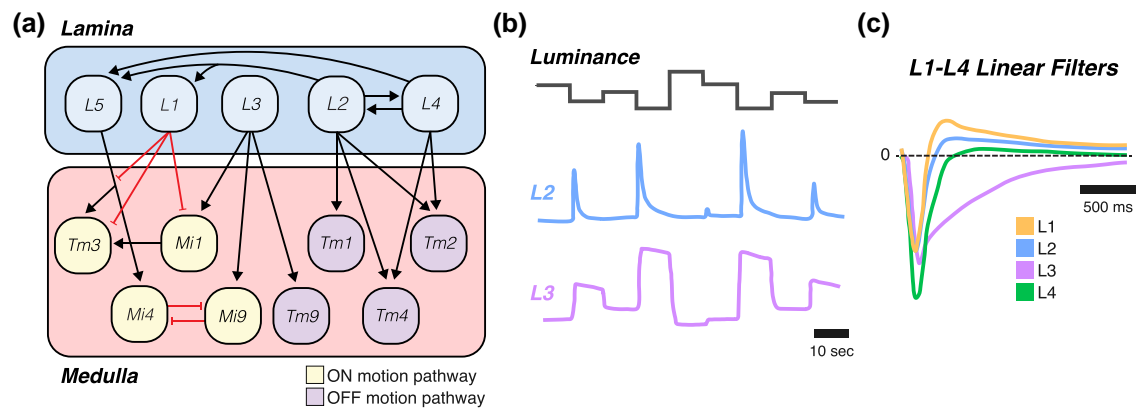 (a)
Lamina
L5 L1 L3 L2 L4
Tm3 Mi1 Tm1 Tm2
Mi4 Mi9 Tm9 Tm4
Medulla
ON motion pathway
OFF motion pathway
(b)
Luminance
L2
L3
10 sec
(c)
L1-L4 Linear Filters
0
500 ms
L1
L2
L3
L4